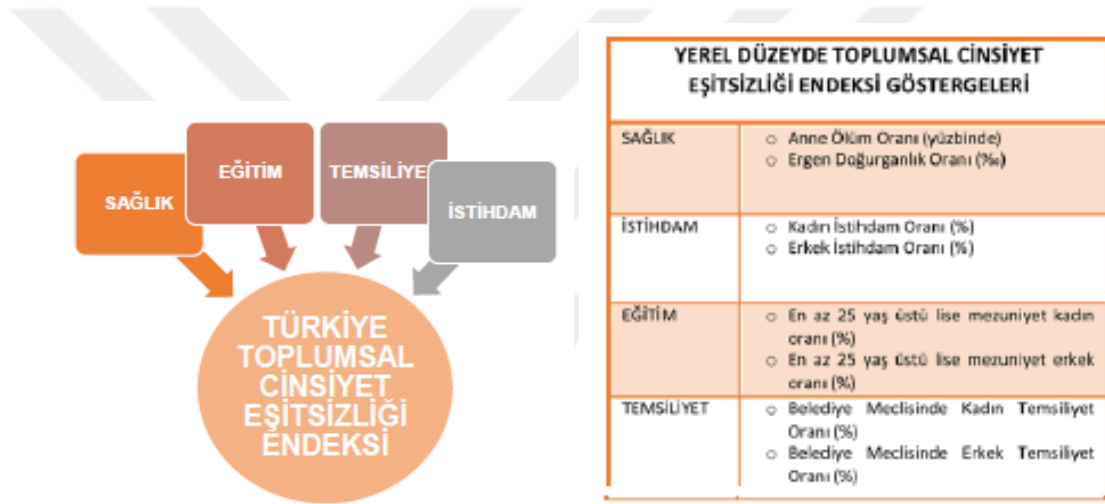 SAĞLIK
EĞİTİM
TEMSİLİYE
İSTİHDAM
TÜRKİYE
TOPLUMSAL
CİNSİYET
EŞİTSİZLİĞİ
ENDEKSİ
YEREL DÜZEYDE TOPLUMSAL CİNSİYET
EŞİTSİZLİĞİ ENDEKSİ GÖSTERGELERİ
SAĞLIK
○ Anne Ölüm Oranı (yüzbinde)
○ Ergen Doğurganlık Oranı (‰)
İSTİHDAM
○ Kadın İstihdam Oranı (%)
○ Erkek İstihdam Oranı (%)
EĞİTİM
○ En az 25 yaş üstü lise mezuniyet kadın
oranı (%)
○ En az 25 yaş üstü lise mezuniyet erkek
oranı (%)
TEMSİLİYET
○ Belediye Meclisinde Kadın Temsiliyet
Oranı (%)
○ Belediye Meclisinde Erkek Temsiliyet
Oranı (%)